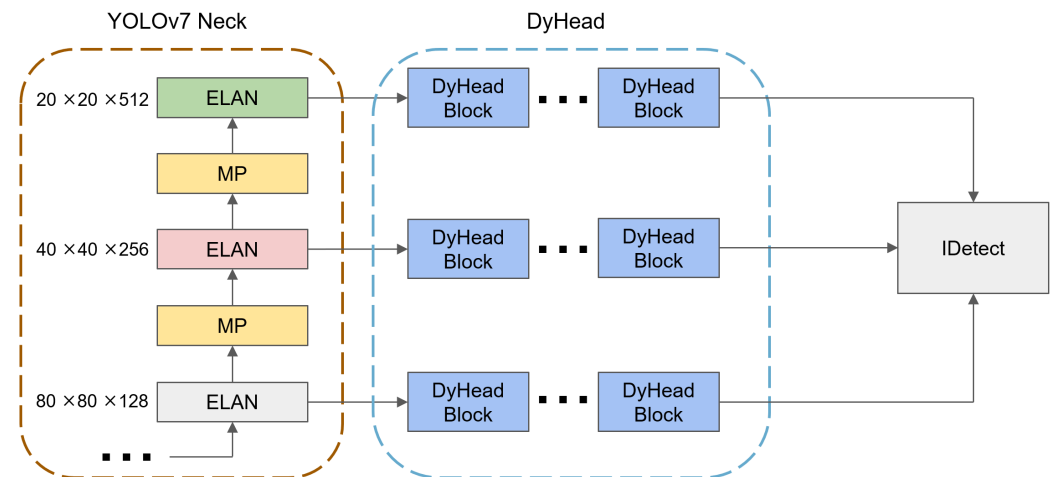 YOLOv7 Neck
DyHead
20 ×20 ×512
ELAN
DyHead
Block
DyHead
Block
MP
40 ×40 ×256
ELAN
DyHead
Block
DyHead
Block
IDetect
MP
80 ×80 ×128
ELAN
DyHead
Block
DyHead
Block